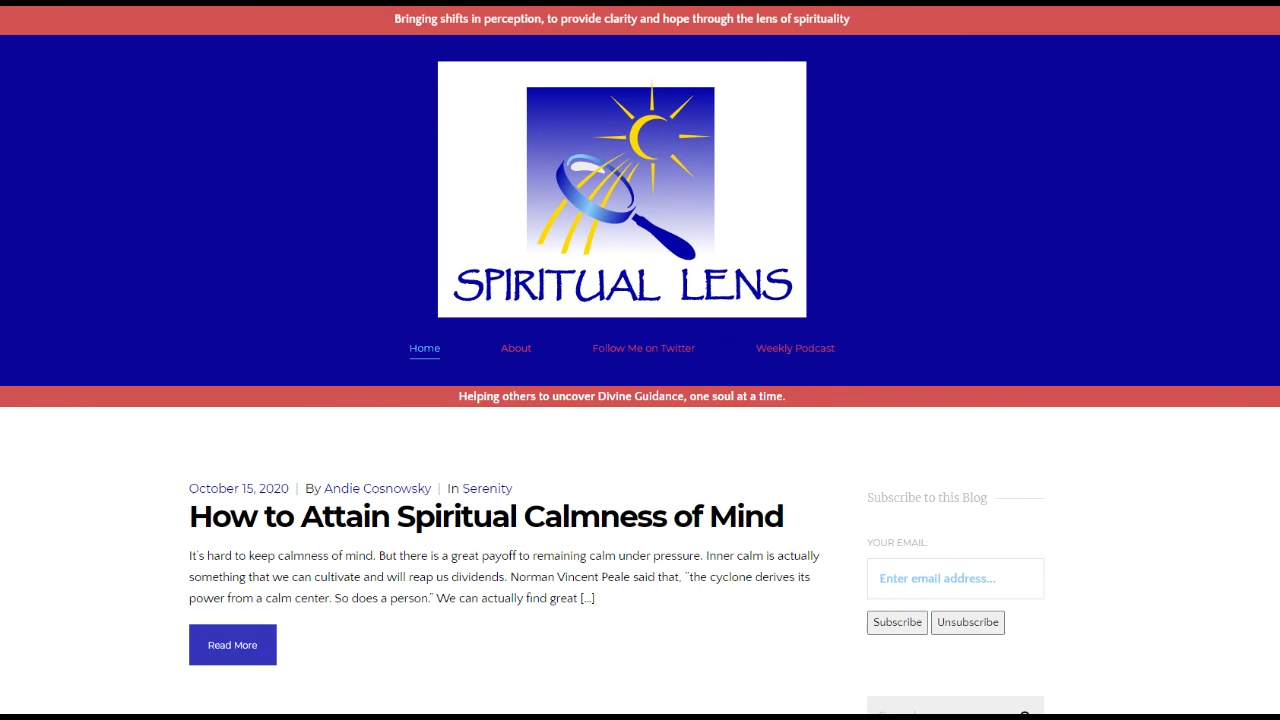 Bringing shifts in perception, to provide clarity and hope through the lens of spirituality
SPIRITUAL LENS
Home About Follow Me on Twitter Weekly Podcast
Helping others to uncover Divine Guidance, one soul at a time.
October 15, 2020 | By Andie Cosnowsky | In Serenity
How to Attain Spiritual Calmness of Mind
It's hard to keep calmness of mind. But there is a great payoff to remaining calm under pressure. Inner calm is actually
something that we can cultivate and will reap us dividends. Norman Vincent Peale said that, "the cyclone derives its
power from a calm center. So does a person." We can actually find great [...]
Read More
Subscribe to this Blog
YOUR EMAIL:
Enter email address...
Subscribe Unsubscribe